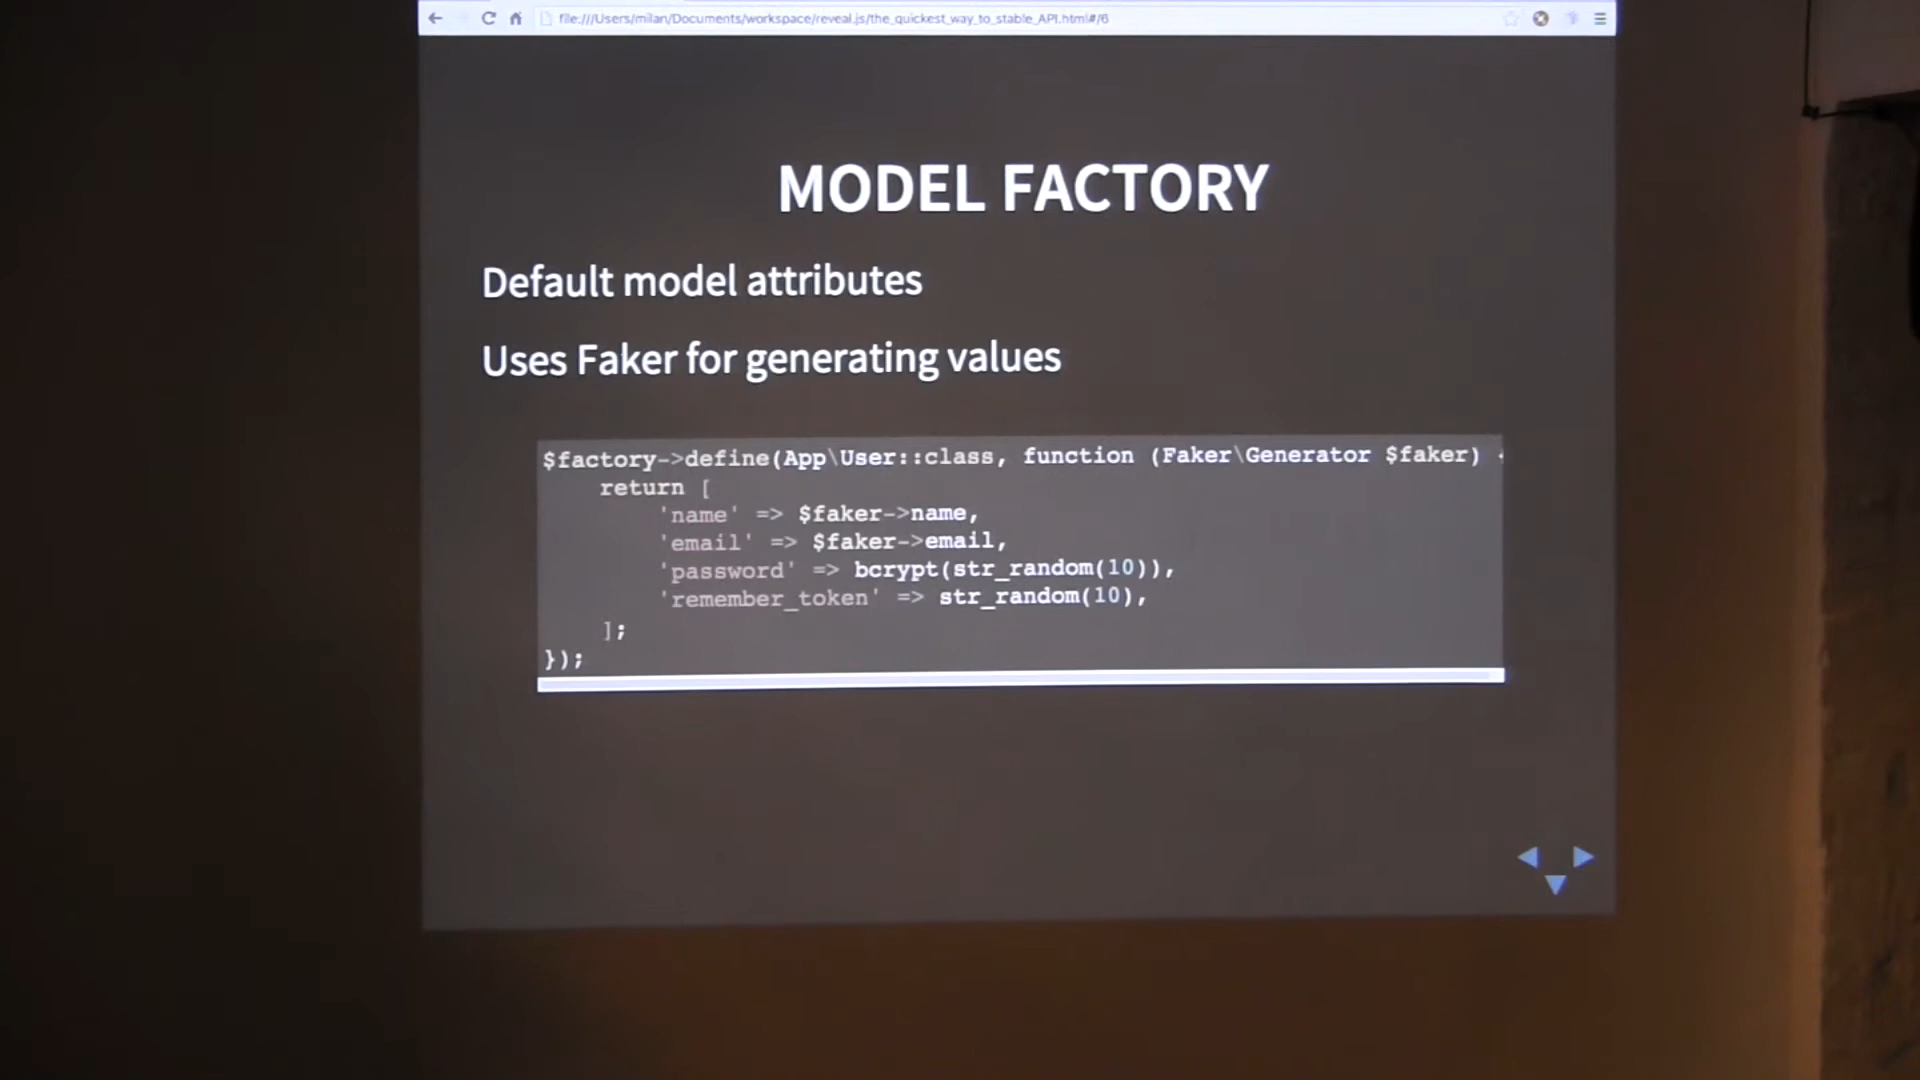 file:///Users/milan/Documents/workspace/reveal.js/the_quickest_way_to_stable_API.html#/6
MODEL FACTORY
Default model attributes
Uses Faker for generating values
$factory->define(App\User::class, function (Faker\Generator $faker) {
return [
'name' => $faker->name,
'email' => $faker->email,
'password' => bcrypt(str_random(10)),
'remember_token' => str_random(10),
];
});